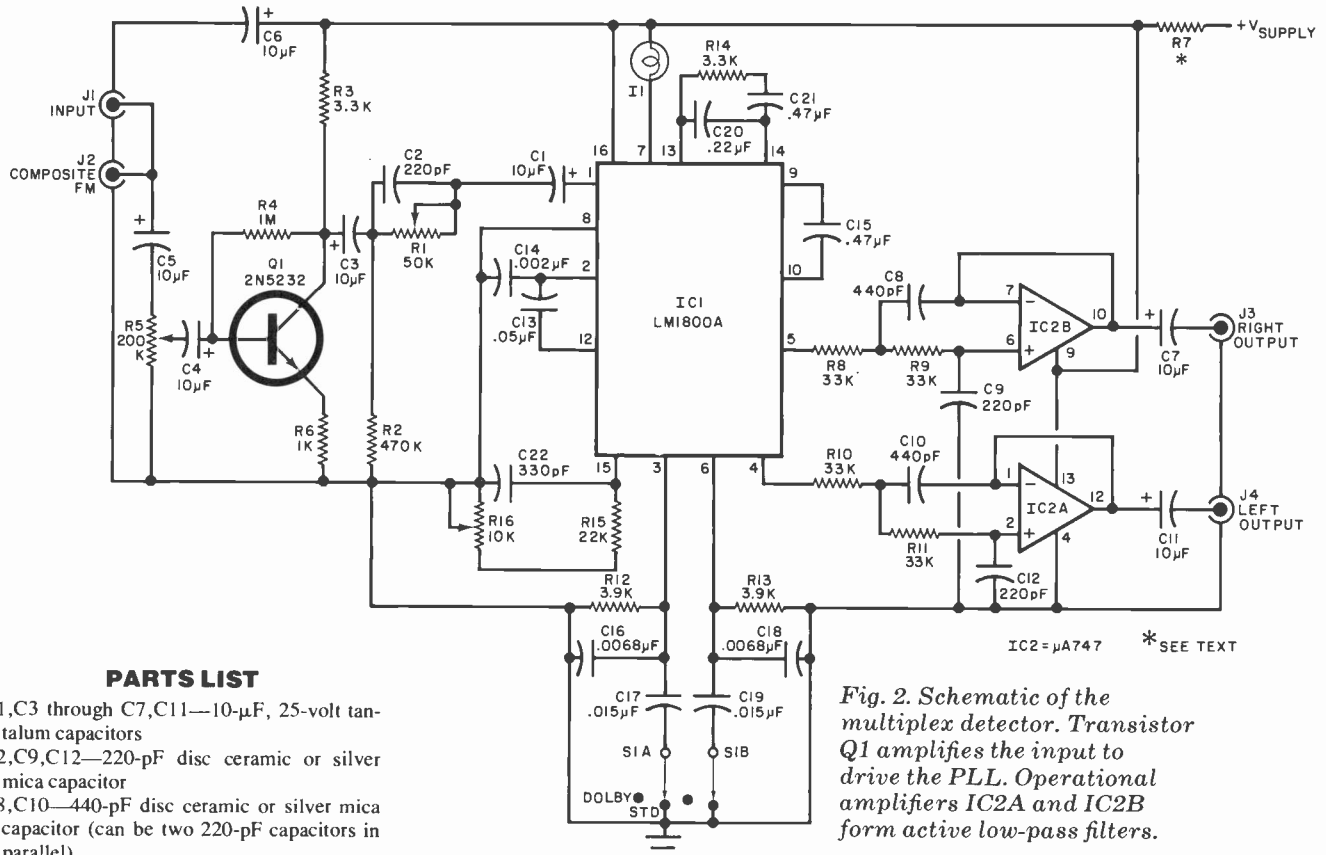 C6
10µF
+
R3
3.3K
I1
R14
3.3K
C21
.47µF
C20
.22µF
R7
*
+V SUPPLY
J1
INPUT
J2
COMPOSITE
FM
C2
220pF
C1
10µF
+
16
7
13
14
1
9
8
2
12
10
5
15
3
6
4
IC1
LM1800A
C15
.47µF
R4
1M
+
C3
10µF
R1
50K
+
C5
10µF
Q1
2N5232
C14
.002µF
C13
.05µF
R5
200
K
C4
10µF
+
R6
1K
R2
470K
C22
330pF
R16
10K
R15
22K
C8
440pF
R8
33K
R9
33K
C9
220pF
7
−
6
+
IC2B
10
9
+
C7
10µF
J3
RIGHT
OUTPUT
R10
33K
C10
440pF
R11
33K
C12
220pF
1
−
2
+
IC2A
13
12
4
+
C11
10µF
J4
LEFT
OUTPUT
R12
3.9K
R13
3.9K
C16
.0068µF
C18
.0068µF
C17
.015µF
C19
.015µF
S1A
S1B
DOLBY
STD
IC2=µA747
*SEE TEXT
PARTS LIST
1,C3 through C7,C11—10-µF, 25-volt tan-
talum capacitors
2,C9,C12—220-pF disc ceramic or silver
mica capacitor
8,C10—440-pF disc ceramic or silver mica
capacitor (can be two 220-pF capacitors in
parallel)
Fig. 2. Schematic of the
multiplex detector. Transistor
Q1 amplifies the input to
drive the PLL. Operational
amplifiers IC2A and IC2B
form active low-pass filters.